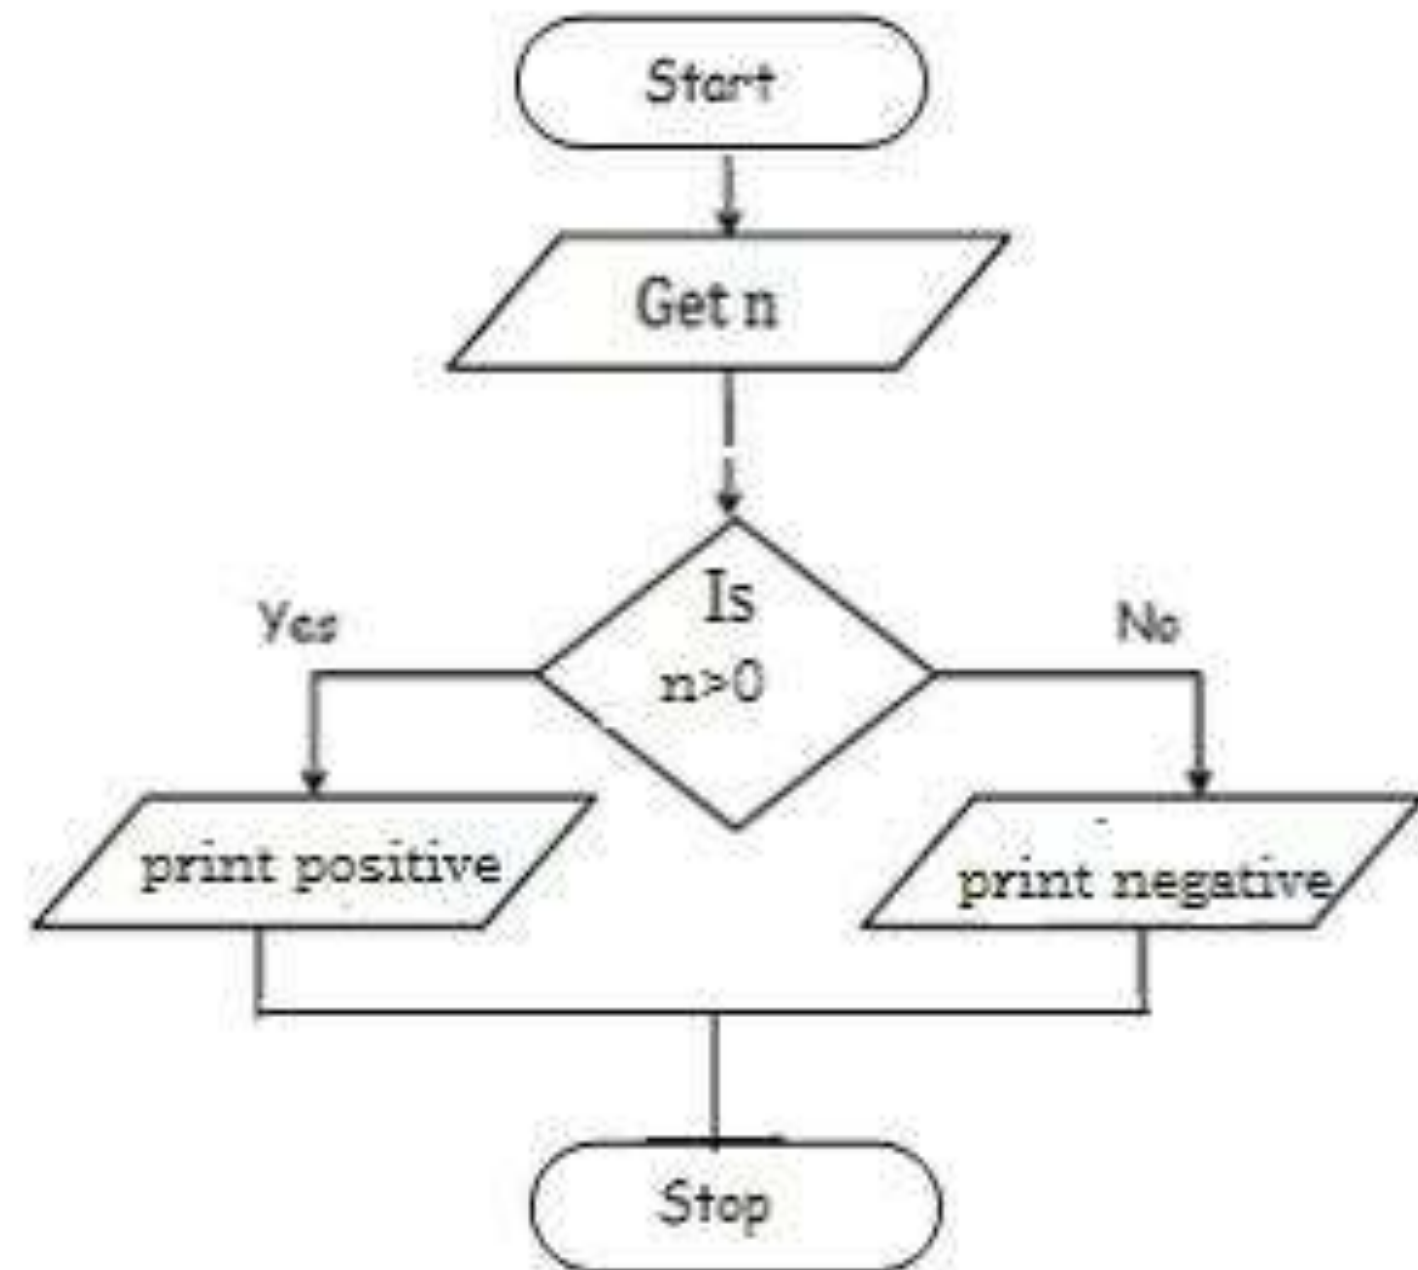 Start
Get n
Is
n>0
Yes
No
print positive
print negative
Stop